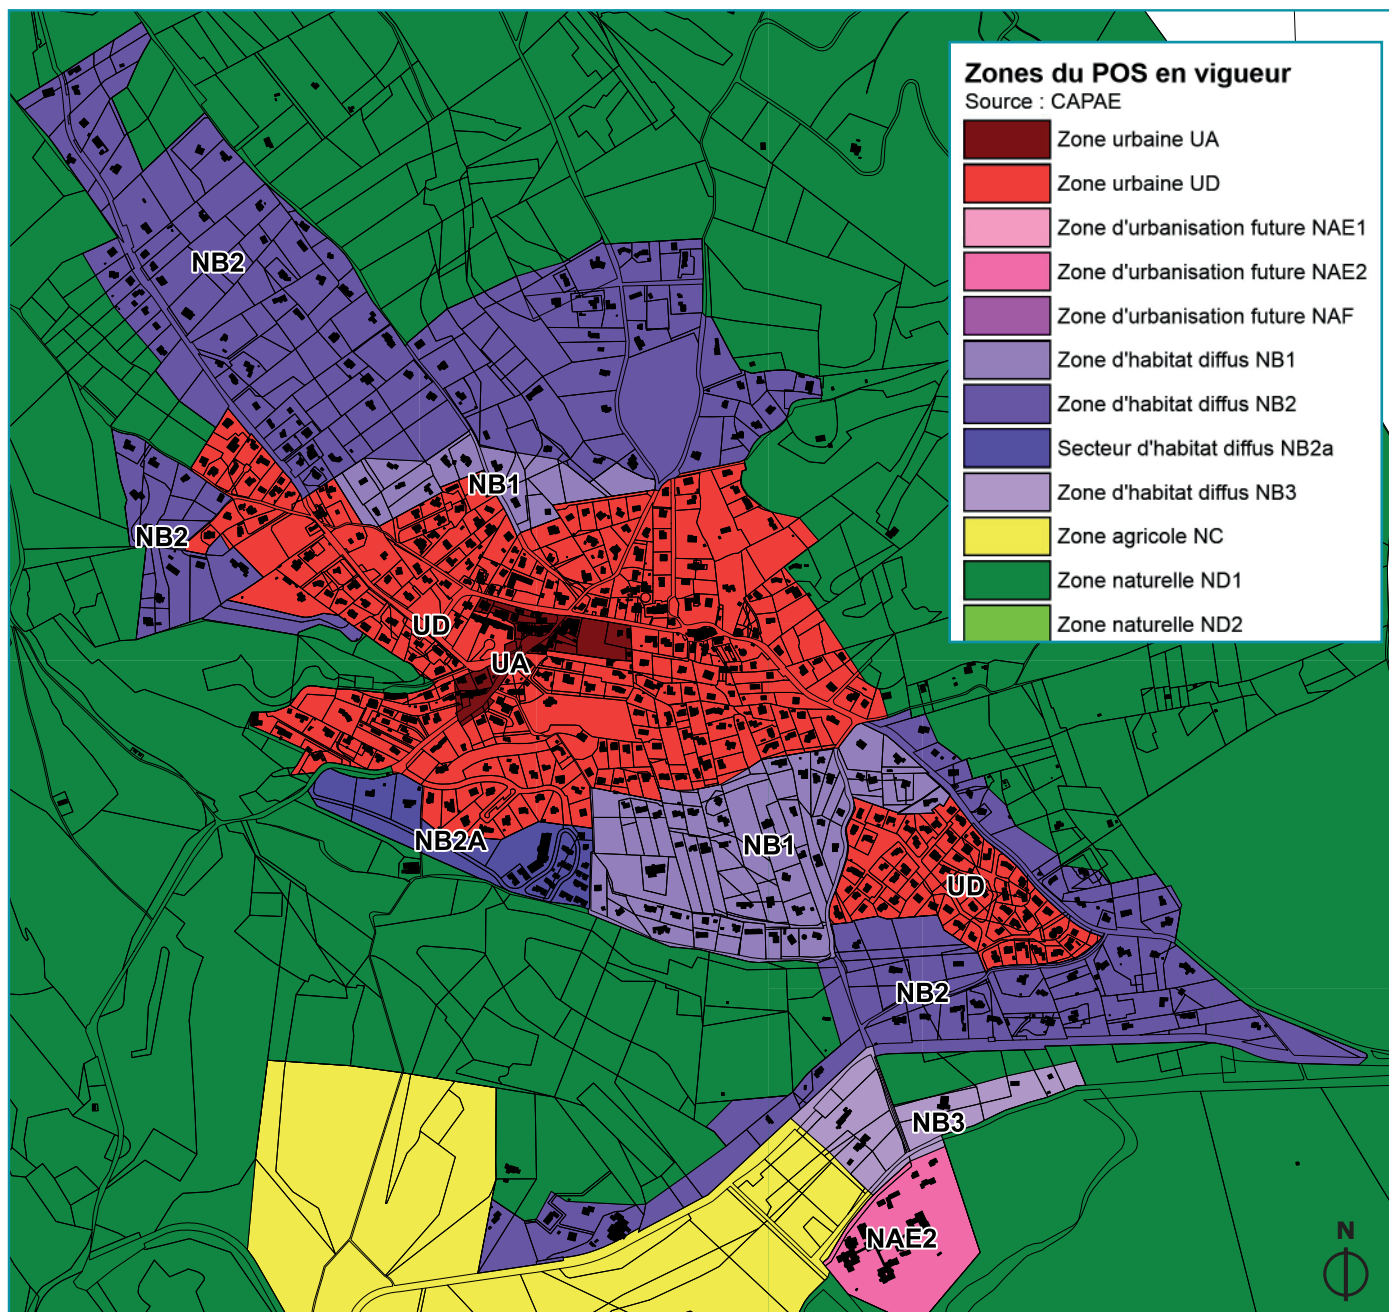 Zones du POS en vigueur
Source : CAPAE
Zone urbaine UA
Zone urbaine UD
Zone d'urbanisation future NAE1
Zone d'urbanisation future NAE2
Zone d'urbanisation future NAF
Zone d'habitat diffus NB1
Zone d'habitat diffus NB2
Secteur d'habitat diffus NB2a
Zone d'habitat diffus NB3
Zone agricole NC
Zone naturelle ND1
Zone naturelle ND2
NB2
NB1
NB2
UD
UA
NB2A
NB1
UD
NB2
NB3
NAE2
N